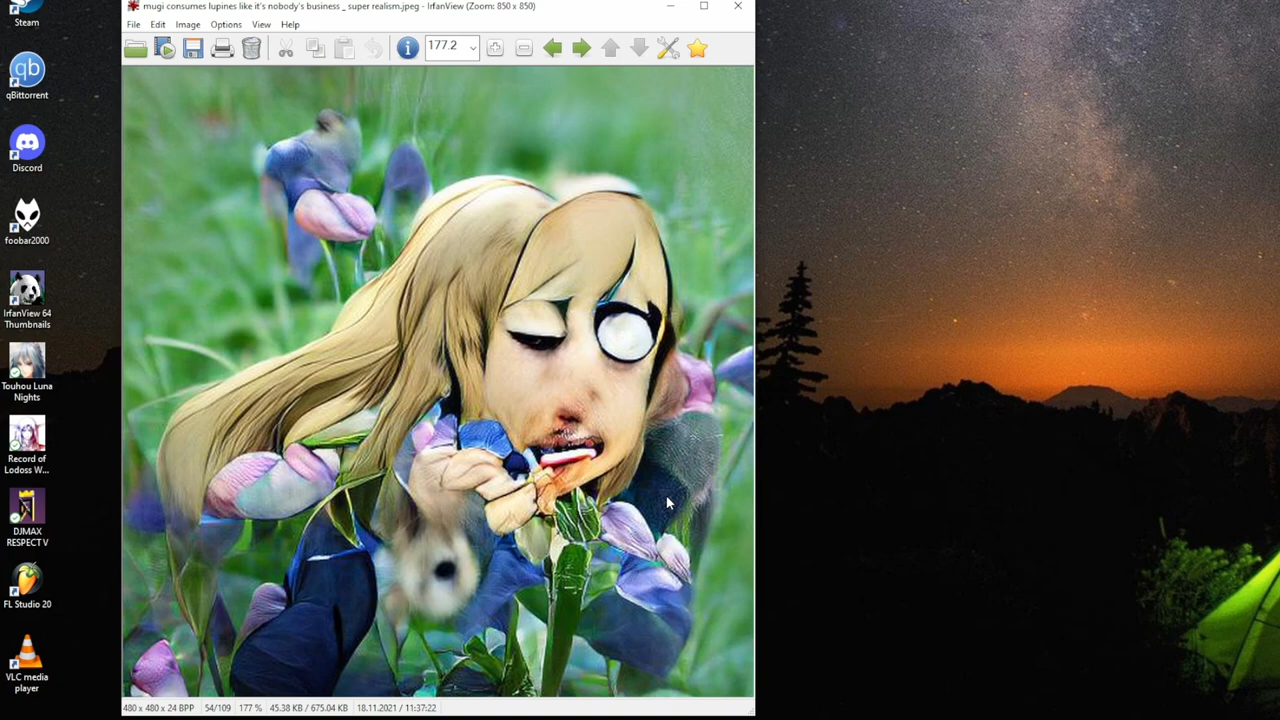 mugi consumes lupines like it's nobody's business _ super realism.jpeg - IrfanView (Zoom: 850 x 850)
File Edit Image Options View Help
177.2
Steam
qb
qBittorrent
Discord
foobar2000
IrfanView 64
Thumbnails
Touhou Luna
Nights
Record of
Lodoss W...
DJMAX
RESPECT V
FL Studio 20
VLC media
player
480 x 480 x 24 BPP 54/109 177 % 45.38 KB / 675.04 KB 18.11.2021 / 11:37:22